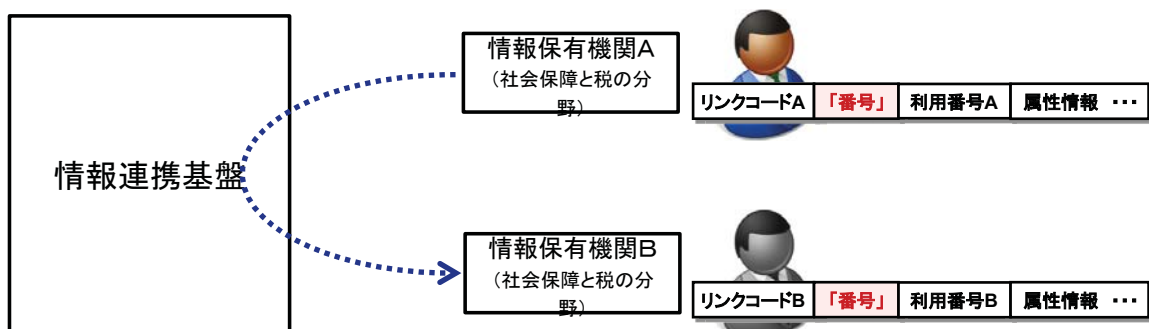 情報連携基盤
情報保有機関A
(社会保障と税の分
野)
リンクコードA 「番号」 利用番号A 属性情報 ・・・
情報保有機関B
(社会保障と税の分
野)
リンクコードB 「番号」 利用番号B 属性情報 ・・・